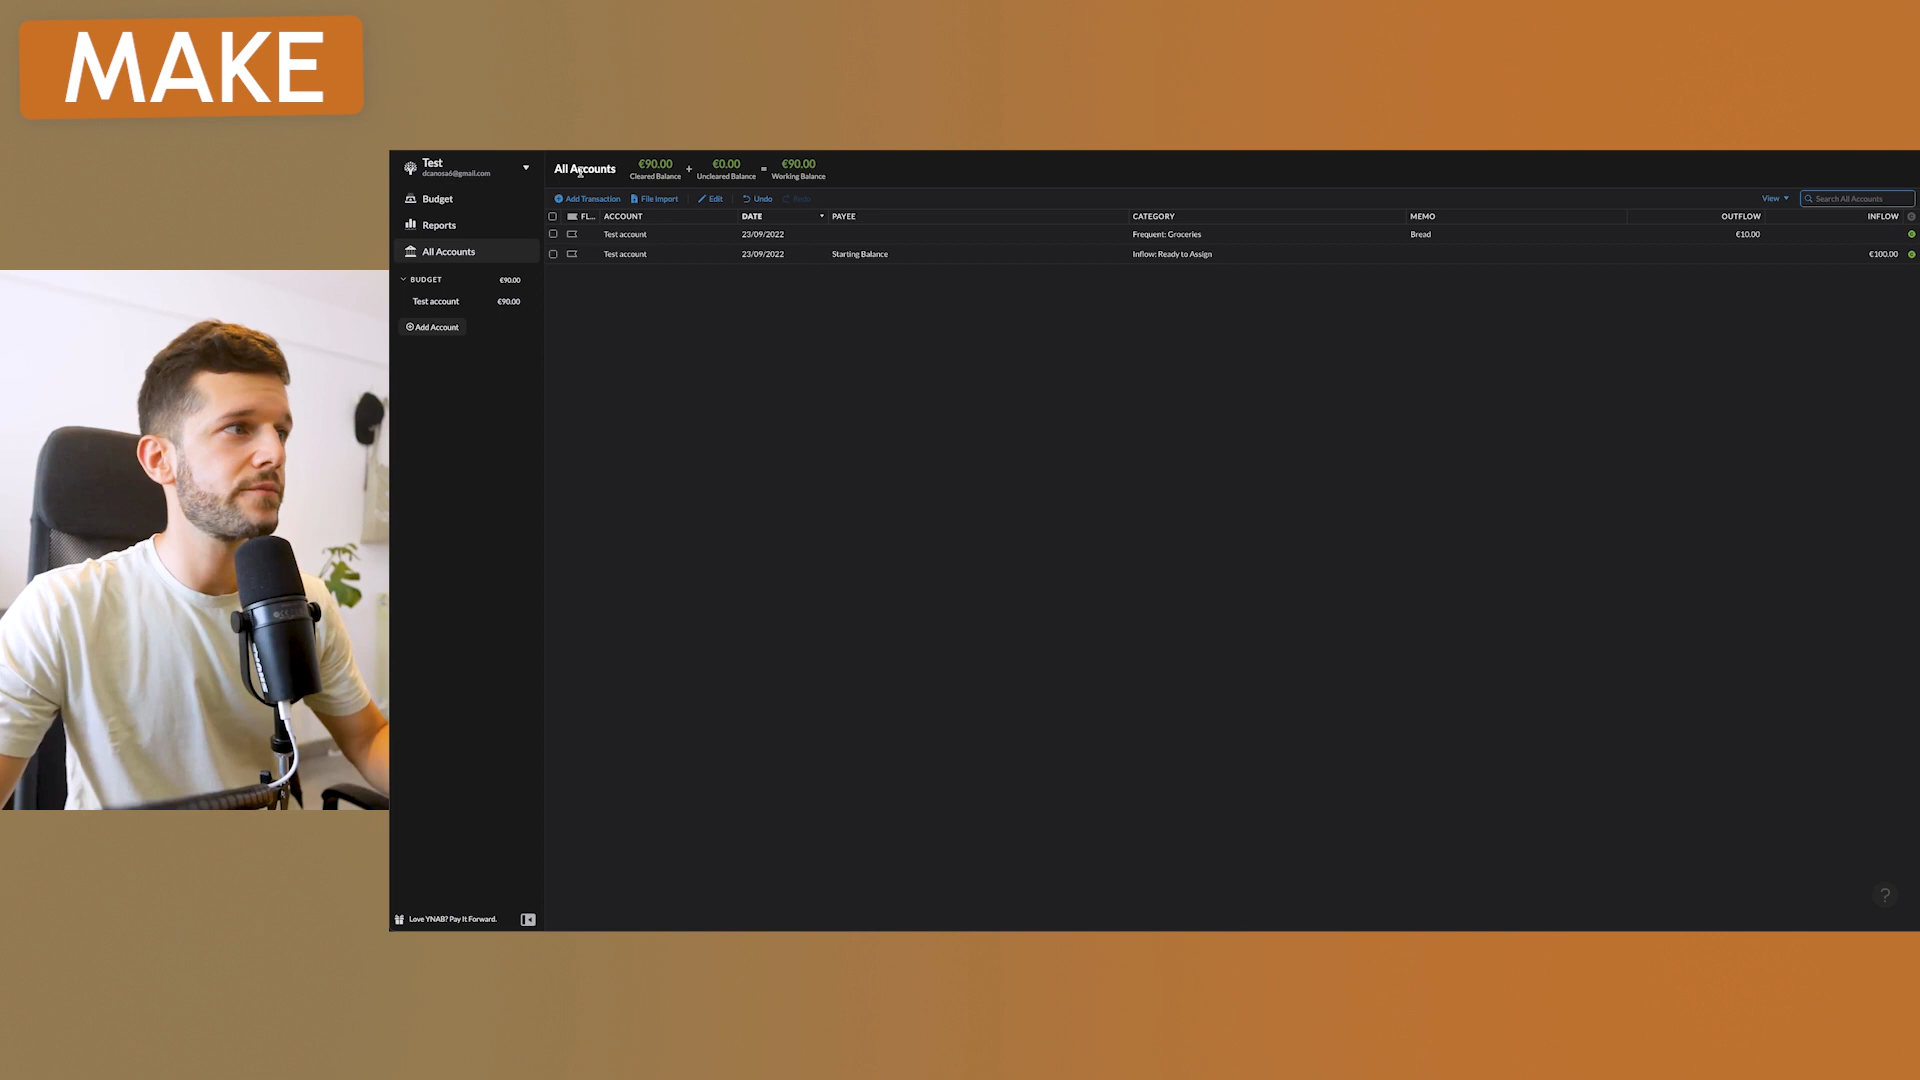 MAKE
Test
dcanosa6@gmail.com
Budget
Reports
All Accounts
BUDGET €90.00
Test account €90.00
Add Account
Love YNAB? Pay It Forward.
All Accounts
€90.00 + €0.00 = €90.00
Cleared Balance Uncleared Balance Working Balance
Add Transaction File Import Edit Undo Redo View Search All Accounts
FL... ACCOUNT DATE PAYEE CATEGORY MEMO OUTFLOW INFLOW
Test account 23/09/2022 Frequent: Groceries Bread €10.00
Test account 23/09/2022 Starting Balance Inflow: Ready to Assign €100.00
?